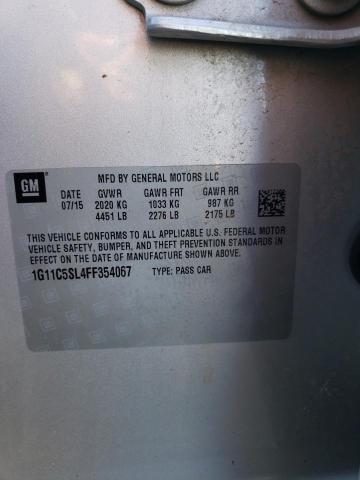 MFD BY GENERAL MOTORS LLC
GM
DATE GVWR GAWR FRT GAWR RR
07/15 2020 KG 1033 KG 987 KG
4451 LB 2276 LB 2175 LB
THIS VEHICLE CONFORMS TO ALL APPLICABLE U.S. FEDERAL MOTOR
VEHICLE SAFETY, BUMPER, AND THEFT PREVENTION STANDARDS IN
EFFECT ON THE DATE OF MANUFACTURE SHOWN ABOVE.
1G11C5SL4FF354067 TYPE: PASS CAR